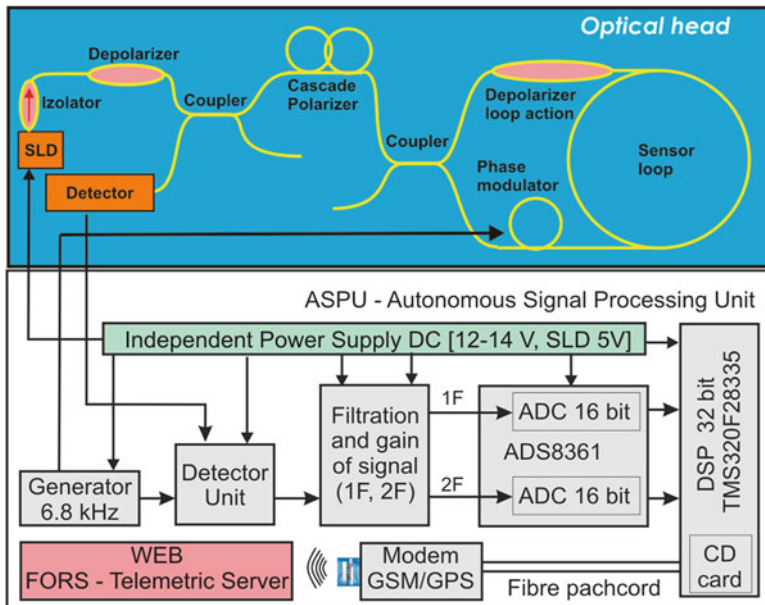 Optical head
Depolarizer
Izolator
Coupler
Cascade
Polarizer
Depolarizer
loop action
Coupler
SLD
Phase
modulator
Sensor
loop
Detector
ASPU - Autonomous Signal Processing Unit
Independent Power Supply DC [12-14 V, SLD 5V]
Generator
6.8 kHz
Detector
Unit
Filtration
and gain
of signal
(1F, 2F)
1F
2F
ADC 16 bit
ADS8361
ADC 16 bit
DSP 32 bit
TMS320F28335
CD
card
WEB
FORS - Telemetric Server
Modem
GSM/GPS
Fibre pachcord